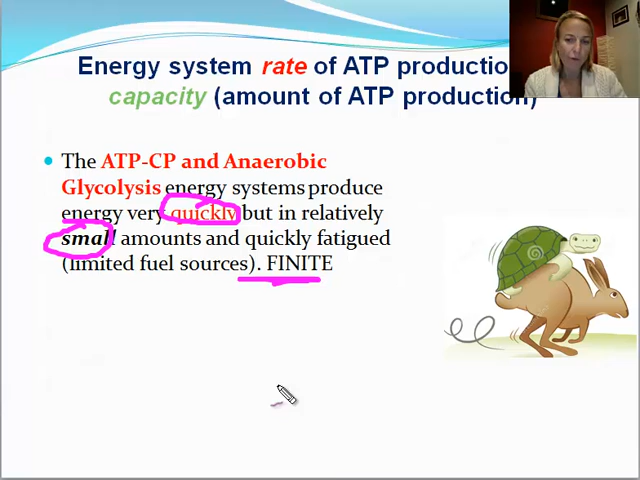 Energy system rate of ATP productio
capacity (amount of ATP production)
The ATP-CP and Anaerobic
Glycolysis energy systems produce
energy very quickly but in relatively
small amounts and quickly fatigued
(limited fuel sources). FINITE